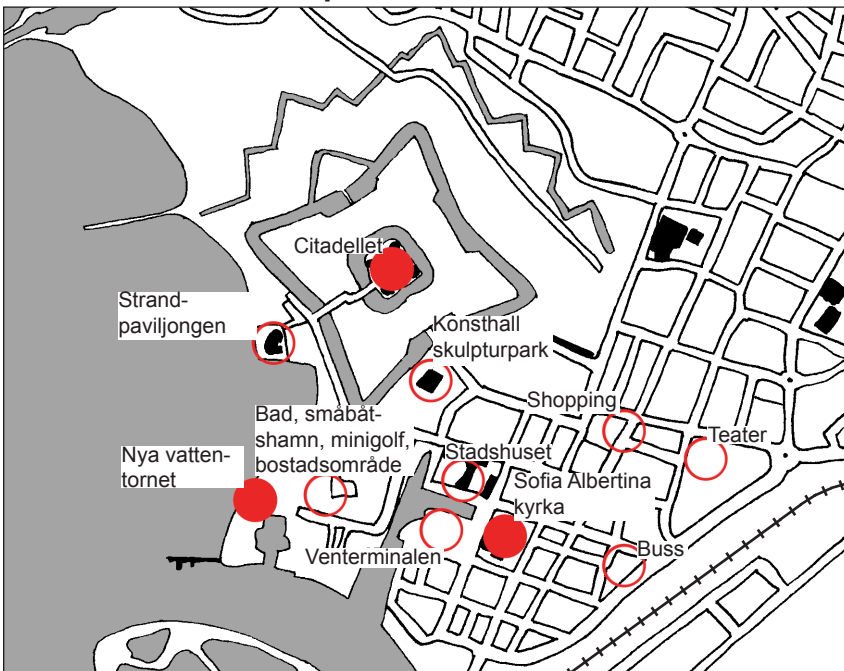 Citadellet
Strand-
paviljongen
Konsthall
skulpturpark
Shopping
Bad, småbåt-
shamn, minigolf,
bostadsområde
Teater
Nya vatten-
tornet
Stadshuset
Sofia Albertina
kyrka
Venterminalen
Buss